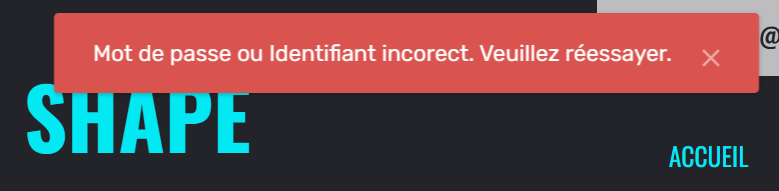 Mot de passe ou Identifiant incorect. Veuillez réessayer. ×
@
SHAPE
ACCUEIL